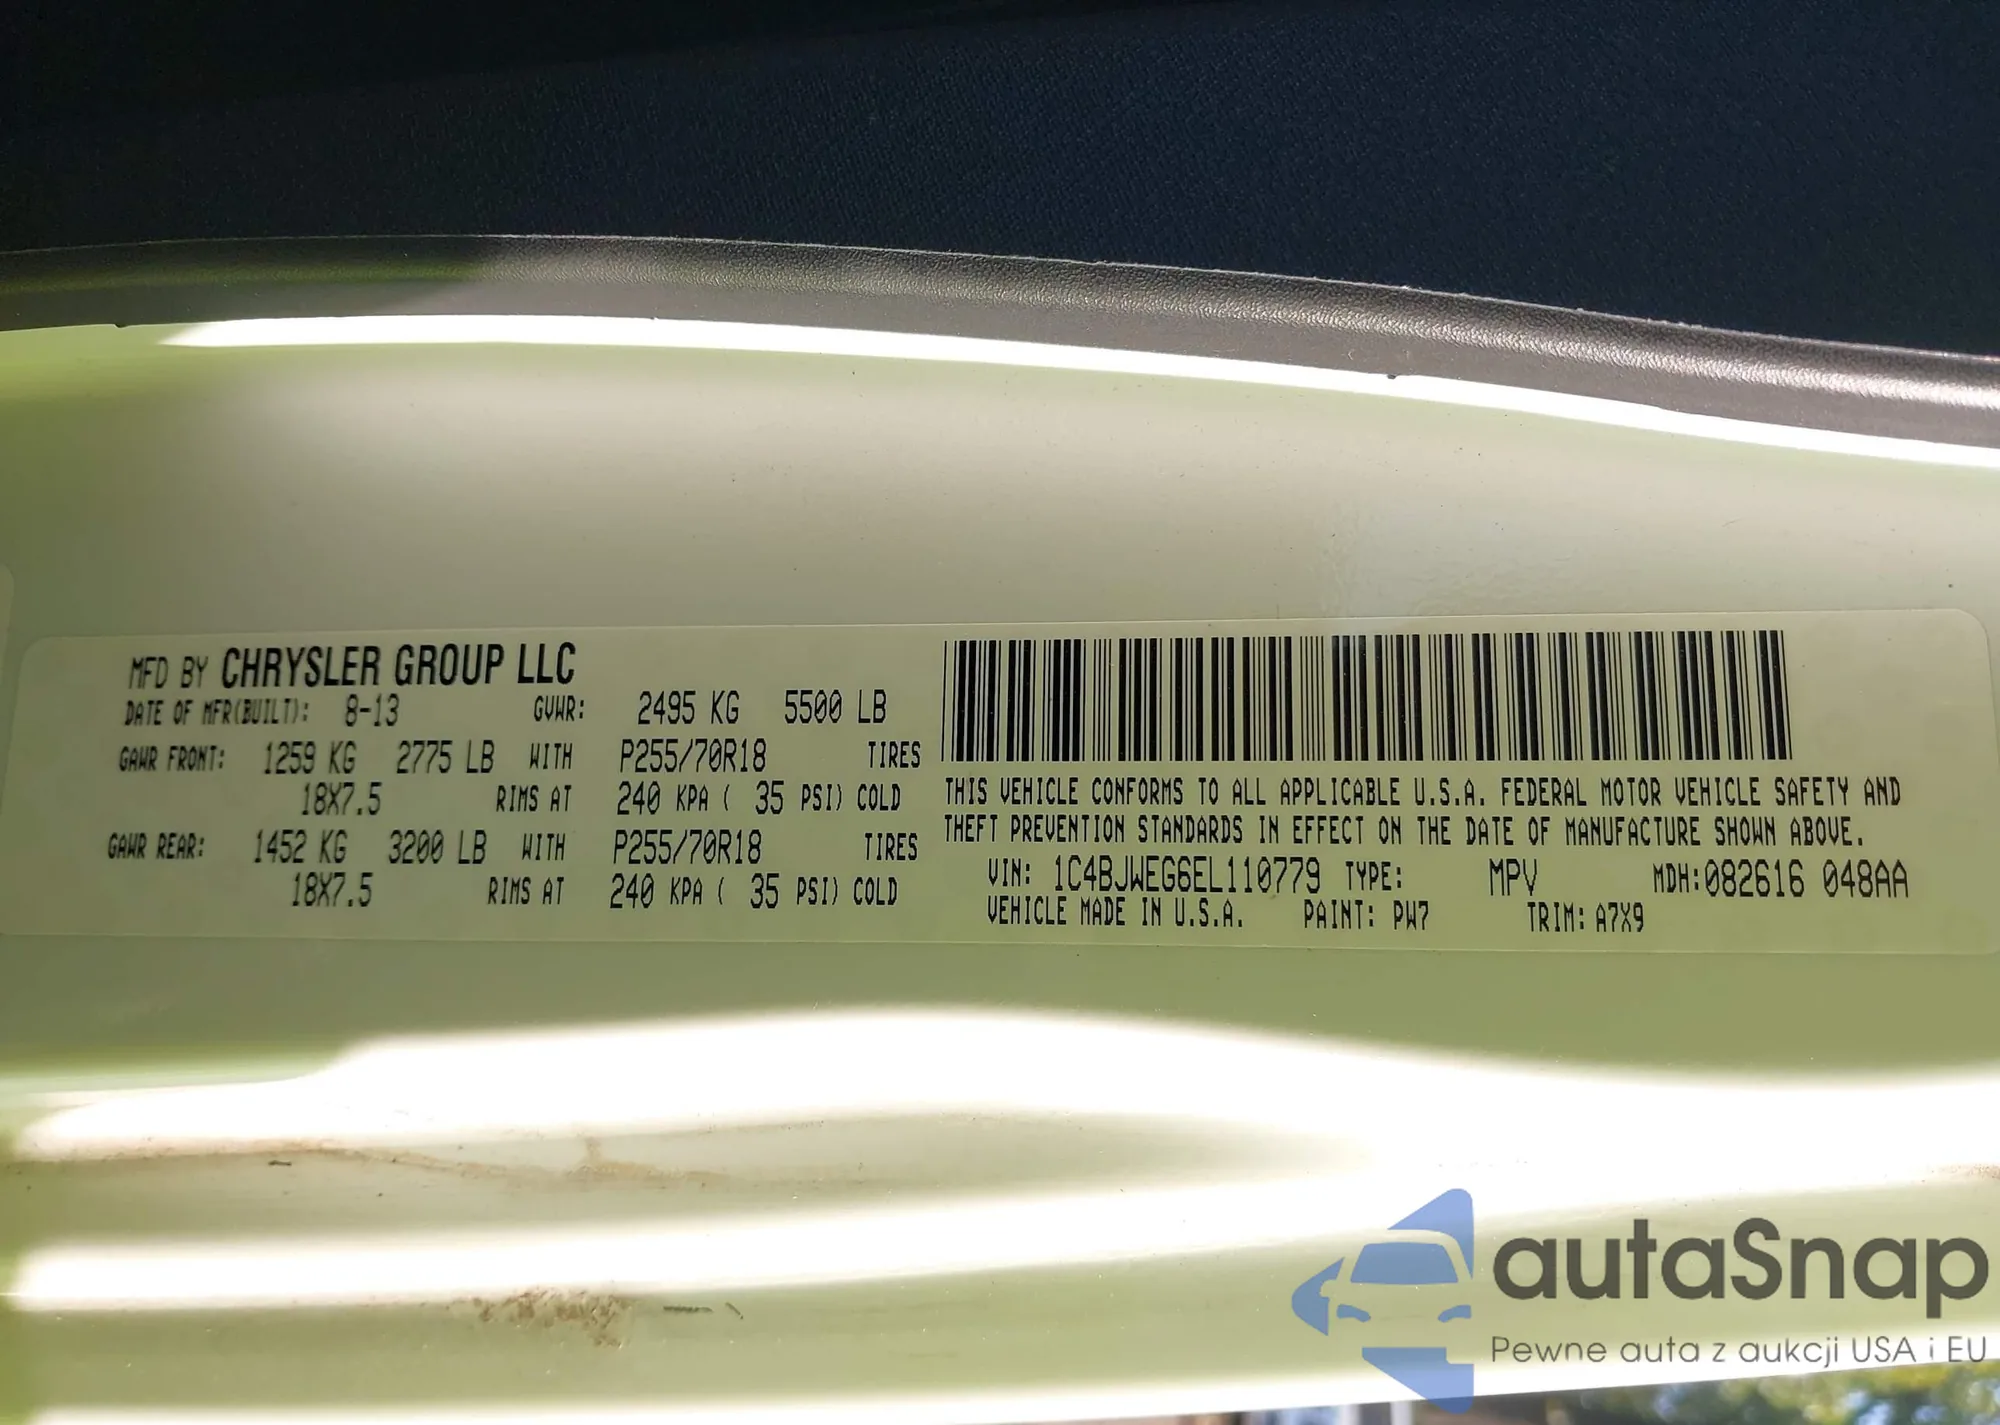 MFD BY CHRYSLER GROUP LLC
DATE OF MFR(BUILT): 8-13 GVWR: 2495 KG 5500 LB
GAWR FRONT: 1259 KG 2775 LB WITH P255/70R18 TIRES
18X7.5 RIMS AT 240 KPA ( 35 PSI) COLD
GAWR REAR: 1452 KG 3200 LB WITH P255/70R18 TIRES
18X7.5 RIMS AT 240 KPA ( 35 PSI) COLD
THIS VEHICLE CONFORMS TO ALL APPLICABLE U.S.A. FEDERAL MOTOR VEHICLE SAFETY AND
THEFT PREVENTION STANDARDS IN EFFECT ON THE DATE OF MANUFACTURE SHOWN ABOVE.
VIN: 1C4BJWEG6EL110779 TYPE: MPV MDH:082616 048AA
VEHICLE MADE IN U.S.A. PAINT: PW7 TRIM: A7X9
autaSnap
Pewne auta z aukcji USA i EU